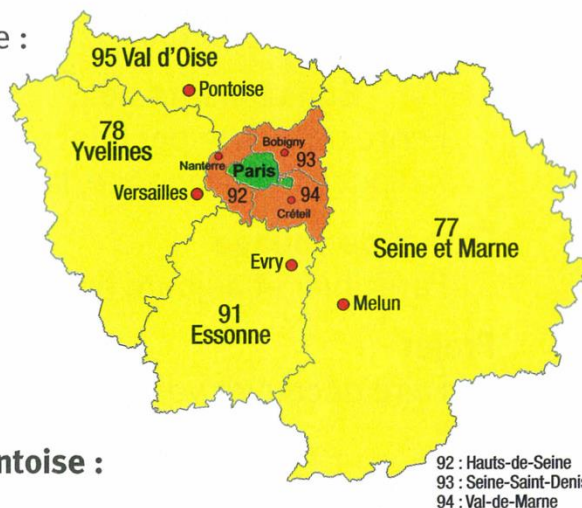 e :
95 Val d'Oise
Pontoise
78
Yvelines
Bobigny
93
Nanterre
Paris
Versailles
92
94
Créteil
77
Seine et Marne
Evry
Melun
91
Essonne
ntoise :
92 : Hauts-de-Seine
93 : Seine-Saint-Denis
94 : Val-de-Marne